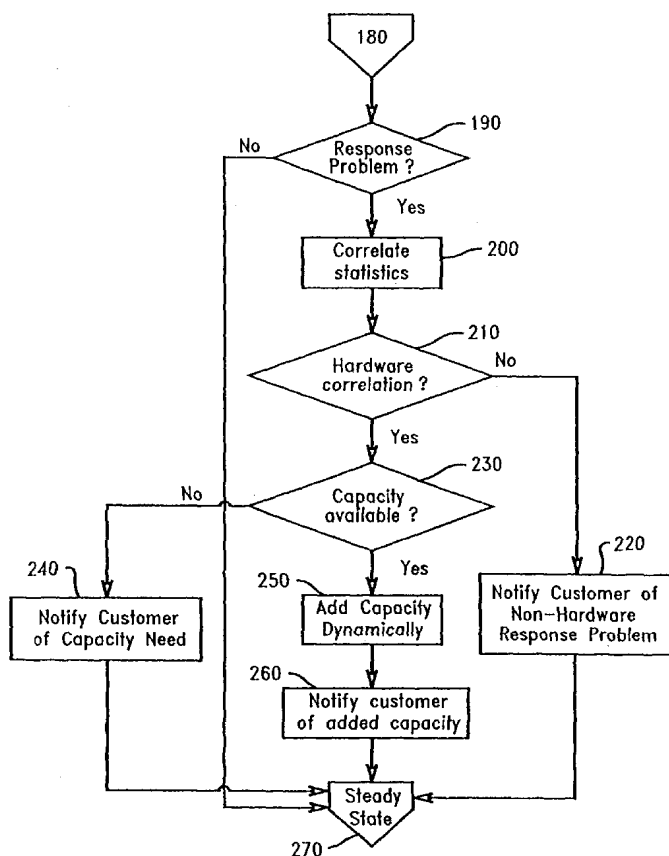 180
190
No
Response
Problem ?
Yes
Correlate
statistics
200
210
Hardware
correlation ?
No
Yes
230
No
Capacity
available ?
240
Yes
220
250
Notify Customer
of Capacity Need
Add Capacity
Dynamically
Notify Customer of
Non-Hardware
Response Problem
260
Notify customer
of added capacity
Steady
State
270